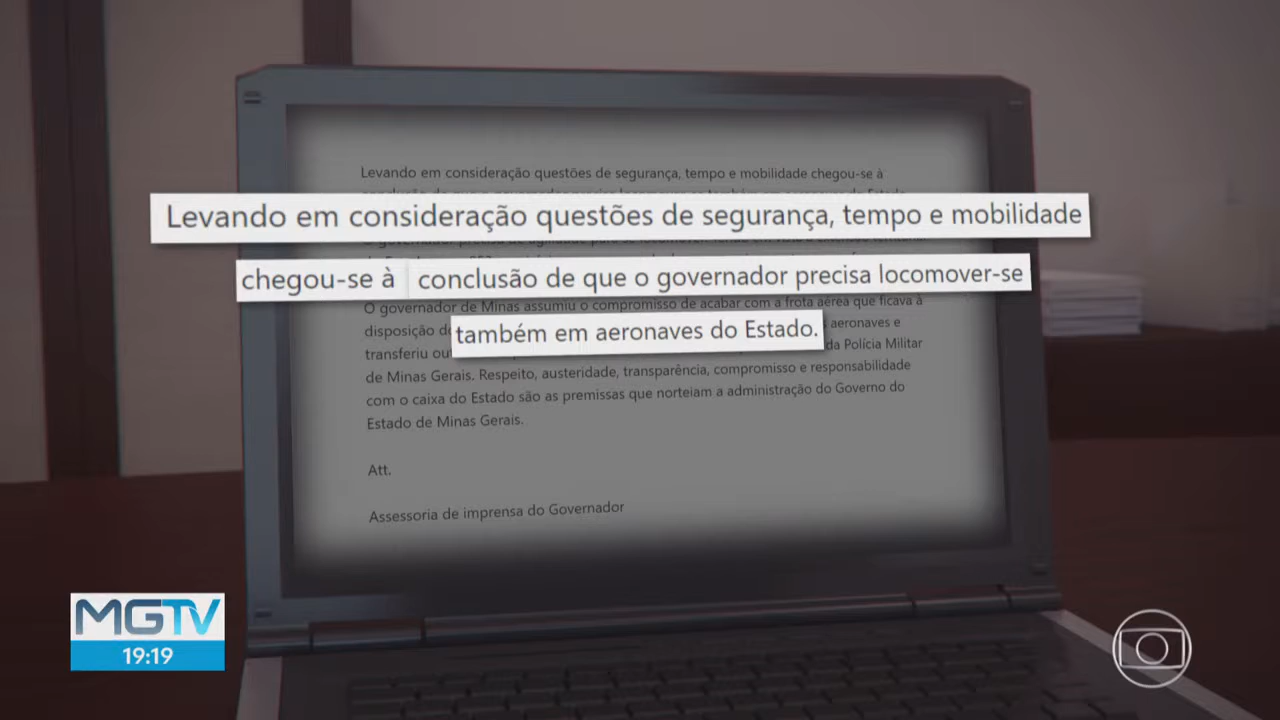 Levando em consideração questões de segurança, tempo e mobilidade chegou-se à
Levando em consideração questões de segurança, tempo e mobilidade
chegou-se à conclusão de que o governador precisa locomover-se
também em aeronaves do Estado.
O governador de Minas assumiu o compromisso de acabar com a frota aérea que ficava à
disposição aeronaves e
transferiu da Polícia Militar
de Minas Gerais. Respeito, austeridade, transparência, compromisso e responsabilidade
com o caixa do Estado são as premissas que norteiam a administração do Governo do
Estado de Minas Gerais.
Att.
Assessoria de imprensa do Governador
MGTV
19:19